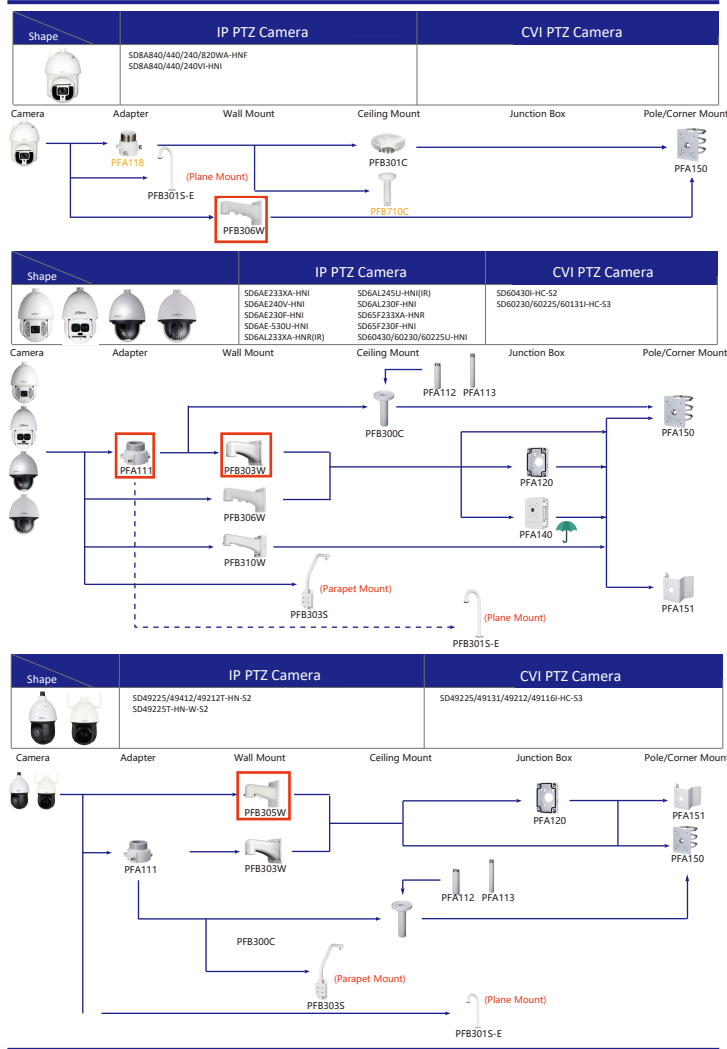 Shape
IP PTZ Camera
CVI PTZ Camera
SD8A840/440/240/820WA-HNF
SD8A840/440/240VI-HNI
Camera
Adapter
Wall Mount
Ceiling Mount
Junction Box
Pole/Corner Mount
PFA118
PFB301C
PFA150
(Plane Mount)
PFB301S-E
PFB710C
PFB306W
Shape
IP PTZ Camera
CVI PTZ Camera
SD6AE233XA-HNI
SD6AE240V-HNI
SD6AE230F-HNI
SD6AE-530U-HNI
SD6AL233XA-HNR(IR)
SD6AL245U-HNI(IR)
SD6AL230F-HNI
SD65F233XA-HNR
SD65F230F-HNI
SD60430/60230/60225U-HNI
SD60430I-HC-S2
SD60230/60225/60131I-HC-S3
Camera
Adapter
Wall Mount
Ceiling Mount
Junction Box
Pole/Corner Mount
PFA112
PFA113
PFB300C
PFA150
PFA111
PFB303W
PFA120
PFB306W
PFA140
PFB310W
(Parapet Mount)
PFB303S
PFA151
(Plane Mount)
PFB301S-E
Shape
IP PTZ Camera
CVI PTZ Camera
SD49225/49412/49212T-HN-S2
SD49225T-HN-W-S2
SD49225/49131/49212/49116I-HC-S3
Camera
Adapter
Wall Mount
Ceiling Mount
Junction Box
Pole/Corner Mount
PFB305W
PFA120
PFA151
PFA111
PFB303W
PFA150
PFA112
PFA113
PFB300C
(Parapet Mount)
PFB303S
(Plane Mount)
PFB301S-E